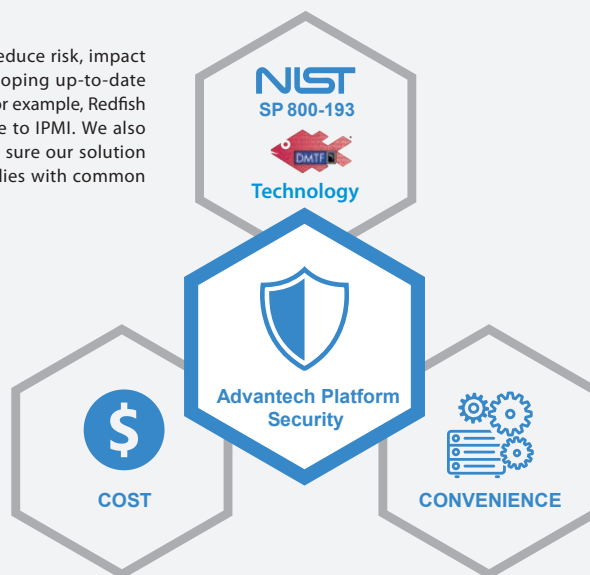 educe risk, impact
oping up-to-date
or example, Redfish
e to IPMI. We also
sure our solution
lies with common
NIST
SP 800-193
DMTF
Technology
Advantech Platform
Security
$
COST
CONVENIENCE